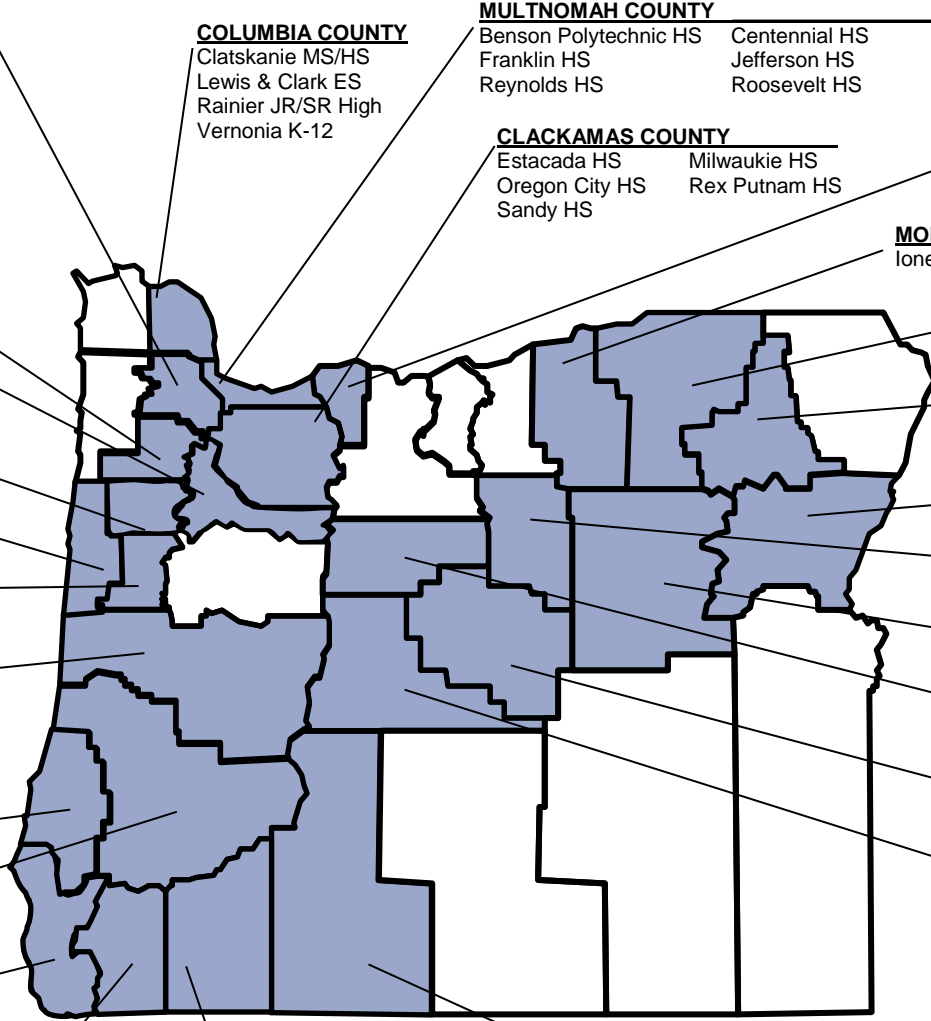 COLUMBIA COUNTY
Clatskanie MS/HS
Lewis & Clark ES
Rainier JR/SR High
Vernonia K-12
MULTNOMAH COUNTY
Benson Polytechnic HS Centennial HS
Franklin HS Jefferson HS
Reynolds HS Roosevelt HS
CLACKAMAS COUNTY
Estacada HS Milwaukie HS
Oregon City HS Rex Putnam HS
Sandy HS
Ione